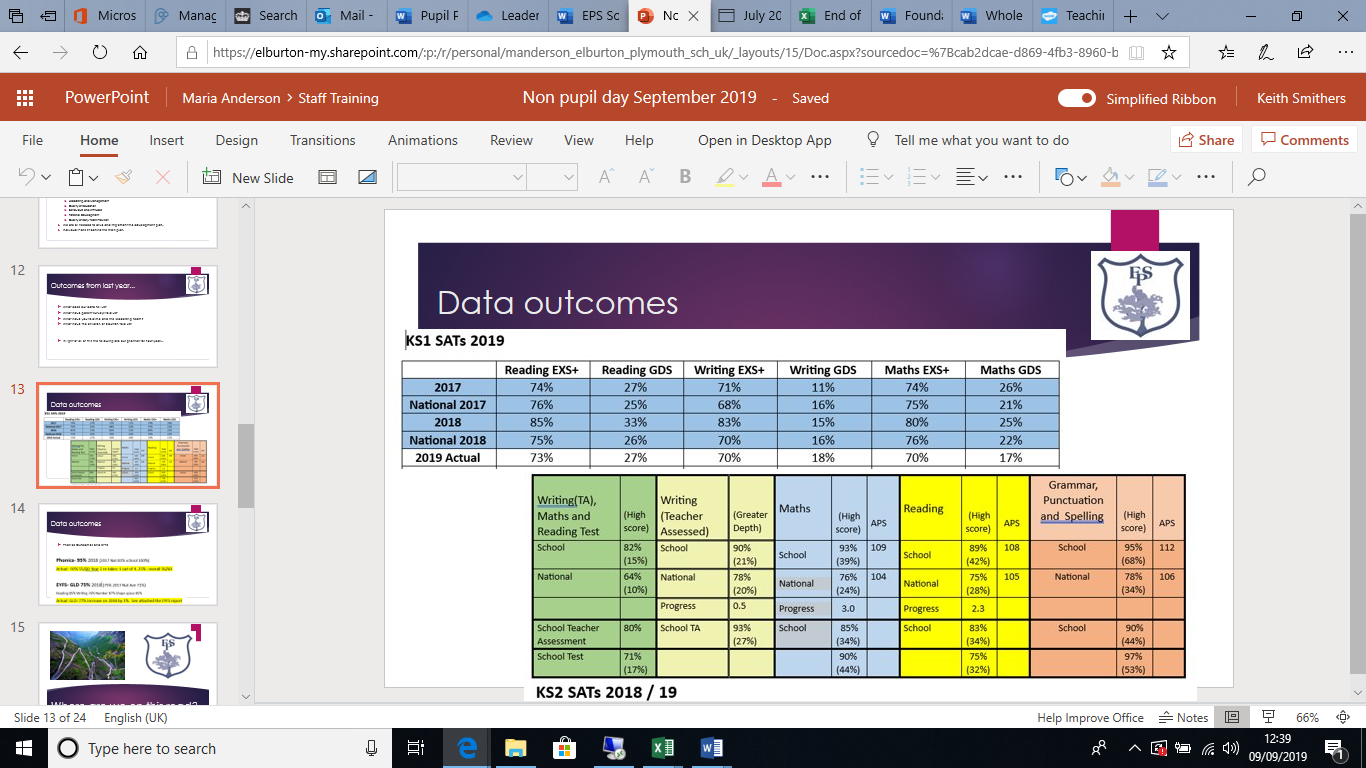 Micros
Manag
Search
Mail -
Pupil F
Leader
EPS Sc
Nc
July 20
End of
Founda
Whole
Teachin
https://elburton-my.sharepoint.com/:p:/r/personal/manderson_elburton_plymouth_sch_uk/_layouts/15/Doc.aspx?sourcedoc=%7Bcab2dcae-d869-4fb3-8960-b
PowerPoint Maria Anderson > Staff Training Non pupil day September 2019 - Saved Simplified Ribbon Keith Smithers
File Home Insert Design Transitions Animations Review View Help Open in Desktop App Tell me what you want to do Share Comments
New Slide
12
Outcomes from last year...
13
Data outcomes
14
Data outcomes
15
EPS
Data outcomes
KS1 SATs 2019
Reading EXS+ Reading GDS Writing EXS+ Writing GDS Maths EXS+ Maths GDS
2017 74% 27% 71% 11% 74% 26%
National 2017 76% 25% 68% 16% 75% 21%
2018 85% 33% 83% 15% 80% 25%
National 2018 75% 26% 70% 16% 76% 22%
2019 Actual 73% 27% 70% 18% 70% 17%
Writing(TA), Maths and Reading Test (High score) Writing (Teacher Assessed) (Greater Depth) Maths (High score) APS Reading (High score) APS Grammar, Punctuation and Spelling (High score) APS
School 82% (15%) School 90% (21%) School 93% (39%) 109 School 89% (42%) 108 School 95% (68%) 112
National 64% (10%) National 78% (20%) National 76% (24%) 104 National 75% (28%) 105 National 78% (34%) 106
Progress 0.5 Progress 3.0 Progress 2.3
School Teacher Assessment 80% School TA 93% (27%) School 85% (34%) School 83% (34%) School 90% (44%)
School Test 71% (17%) 90% (44%) 75% (32%) 97% (53%)
KS2 SATs 2018 / 19
Slide 13 of 24 English (UK) Help Improve Office Notes 66%
Type here to search
12:39
09/09/2019
1